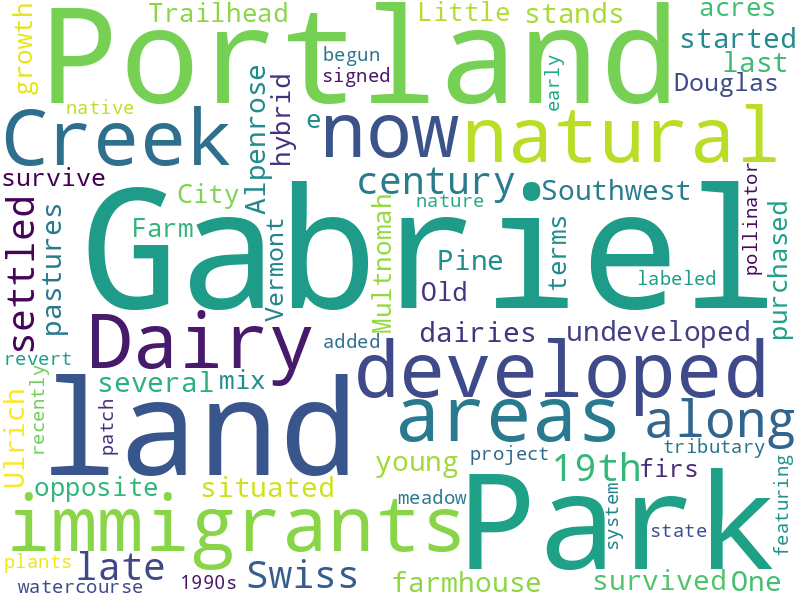 Trailhead
Little stands
acres
growth
Portland
begun
signed
early
started
last
Douglas
native
Creek
Alpenrose
hybrid
e
now
natural
survive
century
Southwest
pollinator
City
nature
Farm
Gabriel
settled
pastures
Vermont
Multnomah
Pine
terms
labeled
purchased
Old
Dairy
added
dairies
undeveloped
revert
recently
several mix
developed
Ulrich
patch
land
areas
along
tributary
project
young
19th
firs
opposite
situated
meadow
Park
system
state
featuring
immigrants
plants
late
watercourse
1990s
Swiss
farmhouse
survived
One